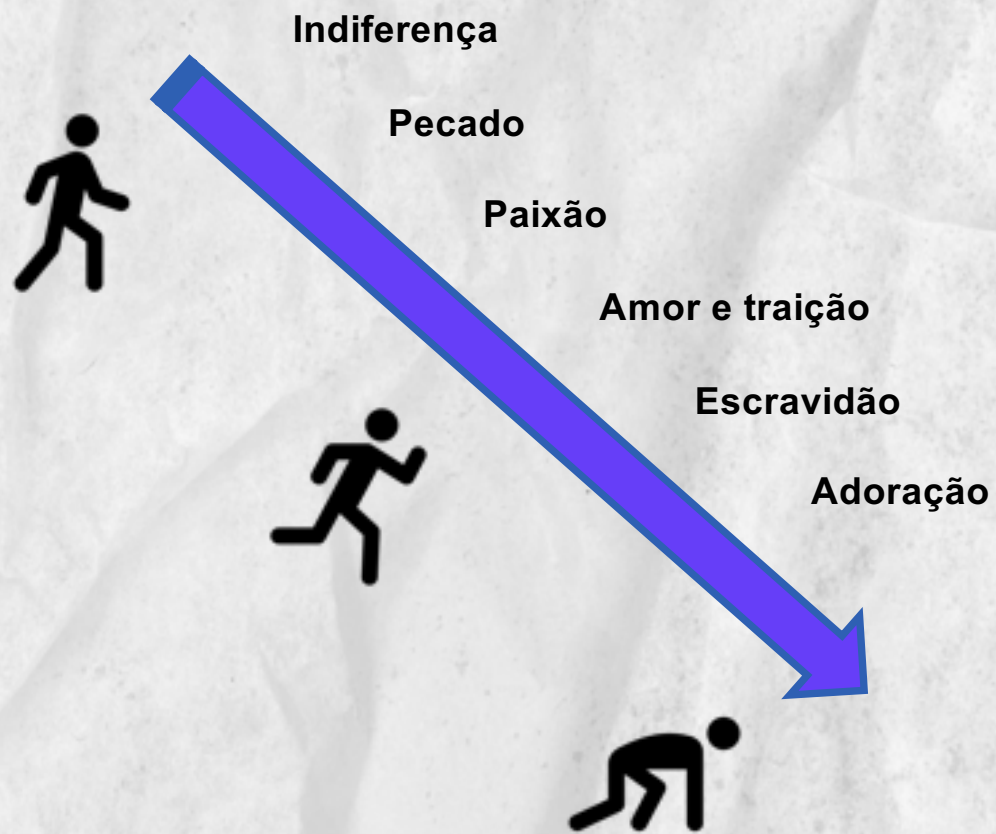 Indiferença
Pecado
Paixão
Amor e traição
Escravidão
Adoração